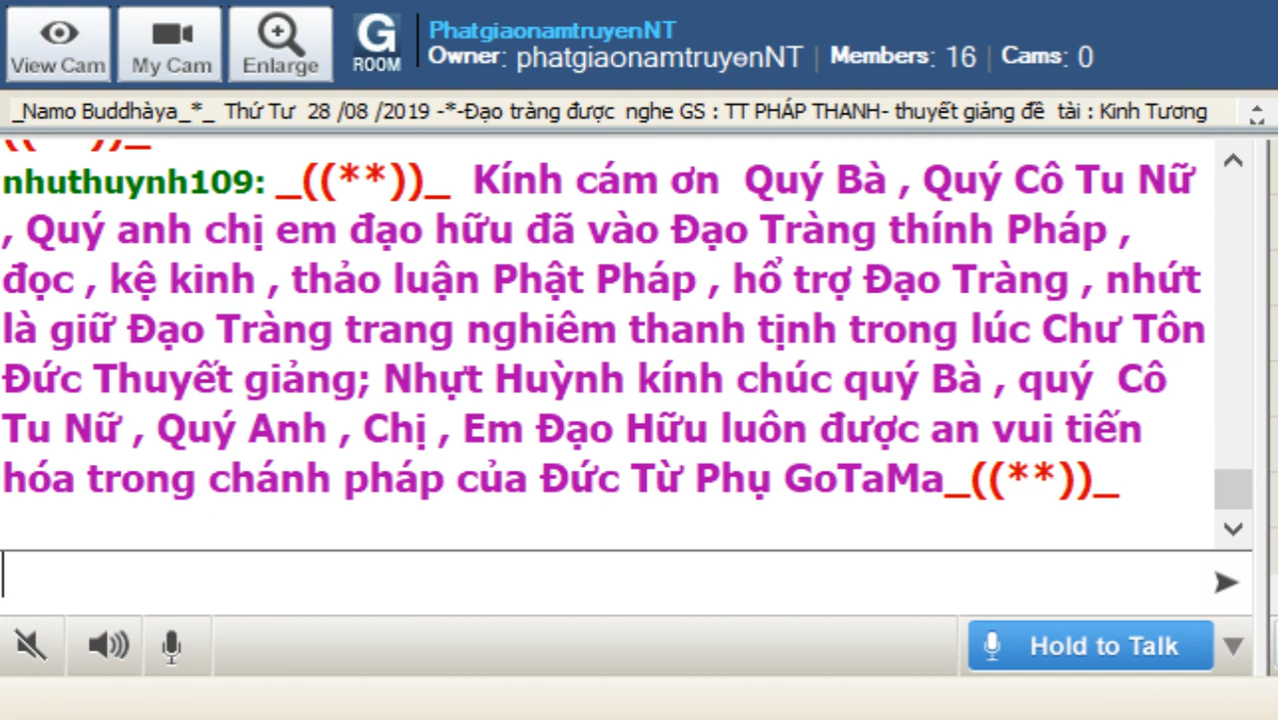 PhatgiaonamtruyenNT
View Cam My Cam Enlarge G ROOM Owner: phatgiaonamtruyenNT | Members: 16 | Cams: 0
_Namo Buddhàya_*_ Thứ Tư 28 /08 /2019 -*-Đạo tràng được nghe GS : TT PHÁP THANH- thuyết giảng đề tài : Kinh Tương
((**))_
nhuthuynh109: _((**))_ Kính cám ơn Quý Bà , Quý Cô Tu Nữ
, Quý anh chị em đạo hữu đã vào Đạo Tràng thính Pháp ,
đọc , kệ kinh , thảo luận Phật Pháp , hổ trợ Đạo Tràng , nhứt
là giữ Đạo Tràng trang nghiêm thanh tịnh trong lúc Chư Tôn
Đức Thuyết giảng; Nhựt Huỳnh kính chúc quý Bà , quý Cô
Tu Nữ , Quý Anh , Chị , Em Đạo Hữu luôn được an vui tiến
hóa trong chánh pháp của Đức Từ Phụ GoTaMa_((**))_
Hold to Talk